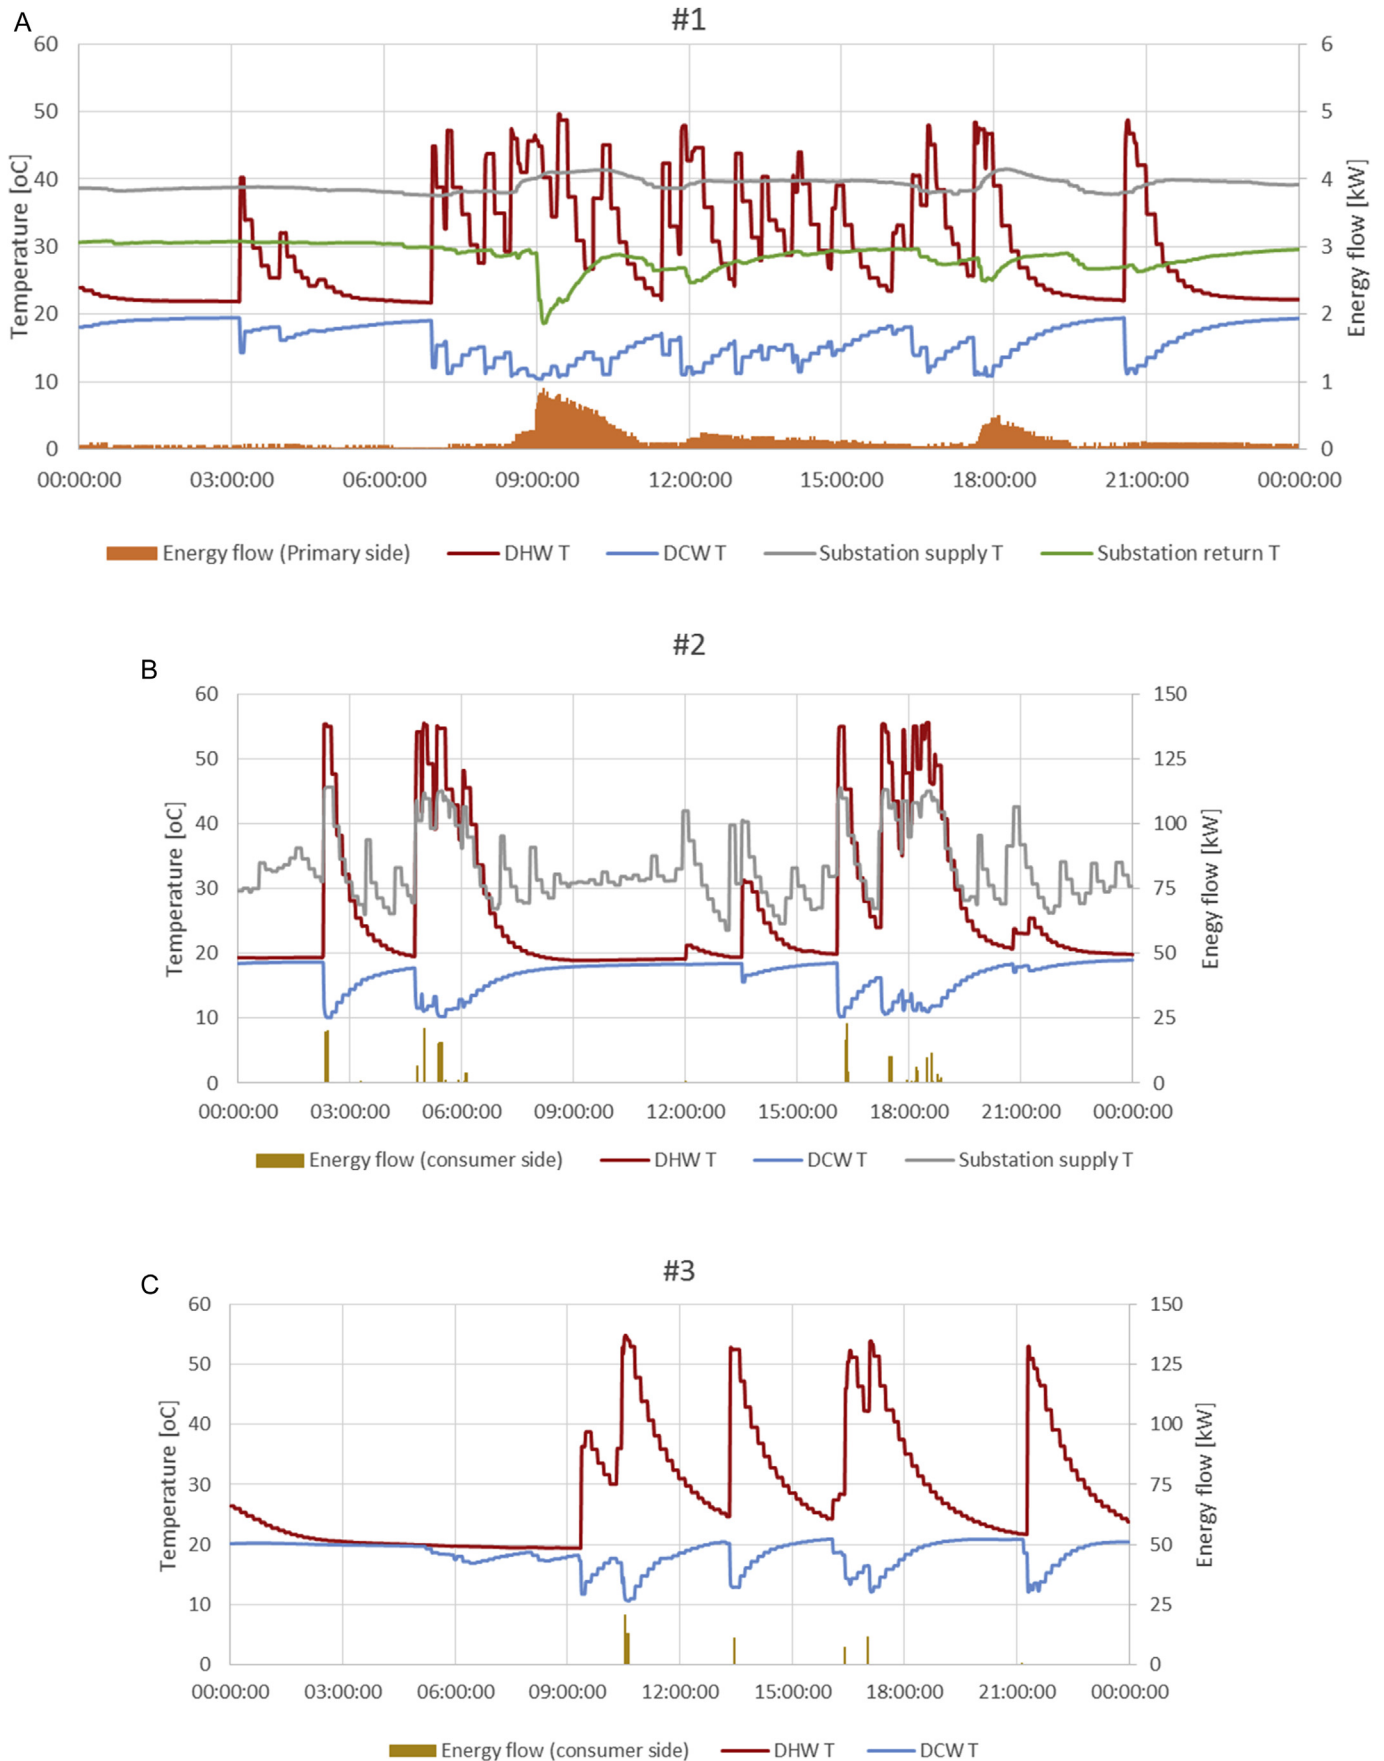 A
#1
60 6
50 5
40 4
30 3
20 2
10 1
0 0
Temperature [oC]
Energy flow [kW]
00:00:00 03:00:00 06:00:00 09:00:00 12:00:00 15:00:00 18:00:00 21:00:00 00:00:00
Energy flow (Primary side) DHW T DCW T Substation supply T Substation return T
#2
B
60 150
50 125
40 100
30 75
20 50
10 25
0 0
Temperature [oC]
Enegy flow [kW]
00:00:00 03:00:00 06:00:00 09:00:00 12:00:00 15:00:00 18:00:00 21:00:00 00:00:00
Energy flow (consumer side) DHW T DCW T Substation supply T
#3
C
60 150
50 125
40 100
30 75
20 50
10 25
0 0
Temperature [oC]
Energy flow [kW]
00:00:00 03:00:00 06:00:00 09:00:00 12:00:00 15:00:00 18:00:00 21:00:00 00:00:00
Energy flow (consumer side) DHW T DCW T